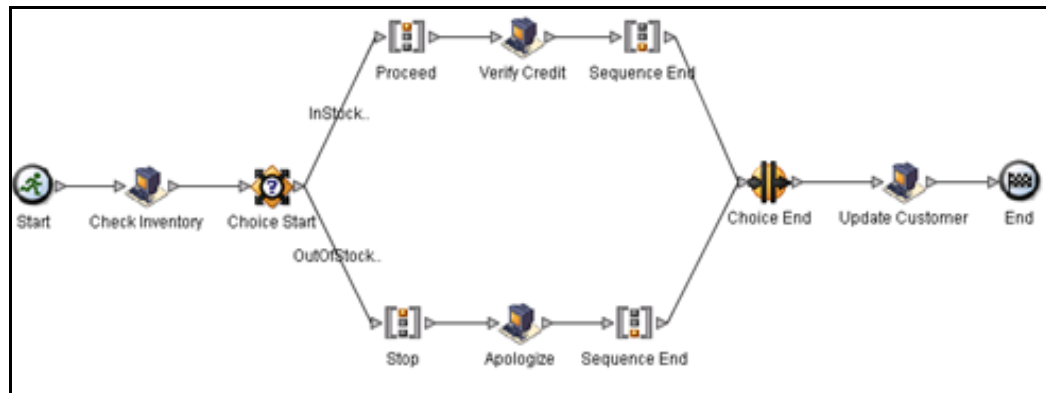 Proceed
Verify Credit
Sequence End
InStock..
Start
Check Inventory
Choice Start
Choice End
Update Customer
End
OutOfStock..
Stop
Apologize
Sequence End